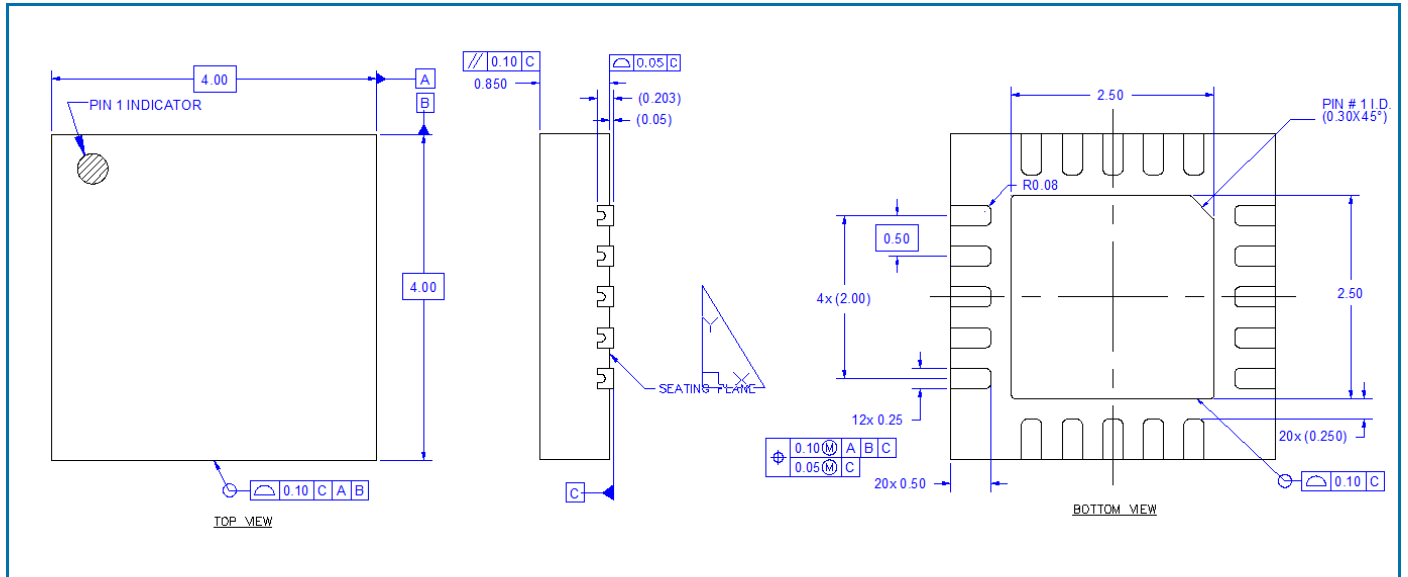 4.00
A
B
PIN 1 INDICATOR
4.00
0.10 C A B
TOP VIEW
// 0.10 C
0.850
0.05 C
(0.203)
(0.05)
Y
X
SEATING PLANE
C
2.50
PIN # 1 I.D.
(0.30X45°)
R0.08
0.50
4x (2.00)
2.50
12x 0.25
0.10 Ⓜ A B C
0.05 Ⓜ C
20x 0.50
20x (0.250)
0.10 C
BOTTOM VIEW